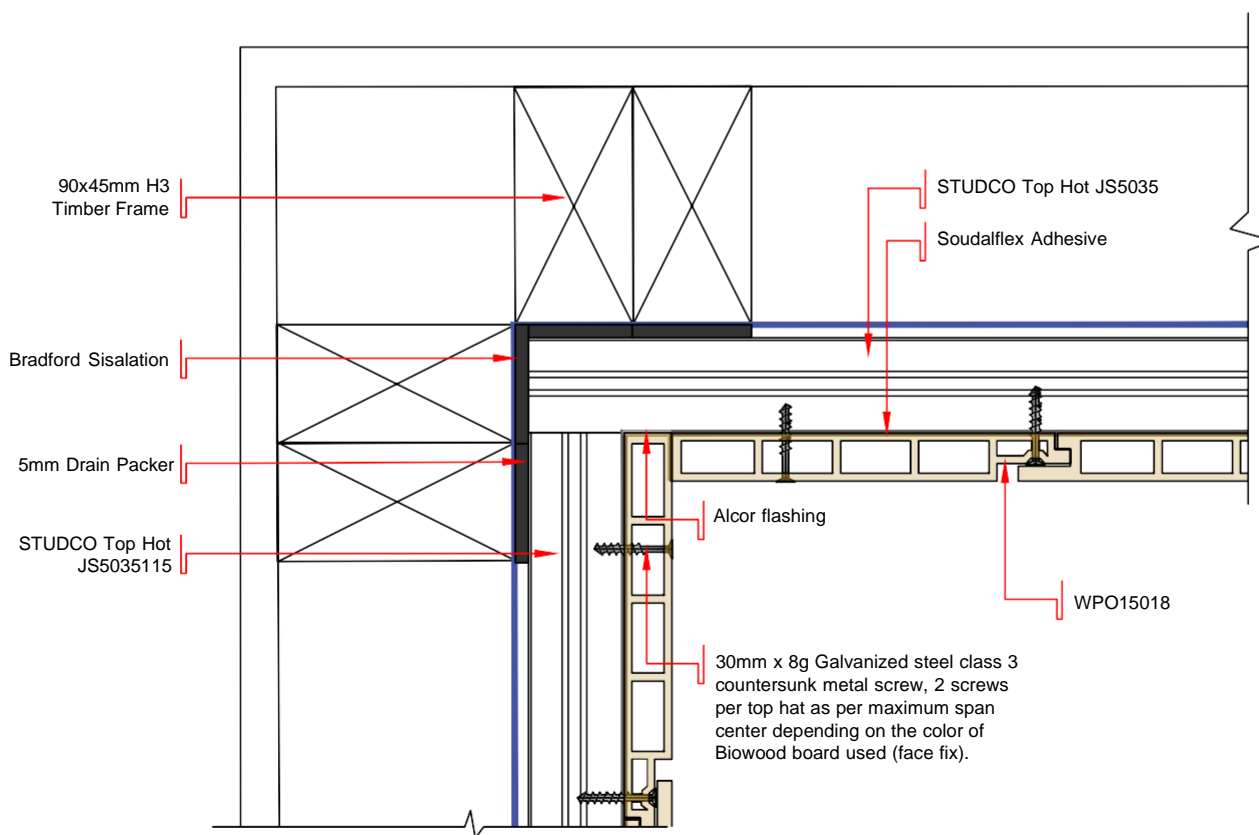 90x45mm H3
Timber Frame
Bradford Sisalation
5mm Drain Packer
STUDCO Top Hot
JS5035115
STUDCO Top Hot JS5035
Soudalflex Adhesive
Alcor flashing
WPO15018
30mm x 8g Galvanized steel class 3
countersunk metal screw, 2 screws
per top hat as per maximum span
center depending on the color of
Biowood board used (face fix).